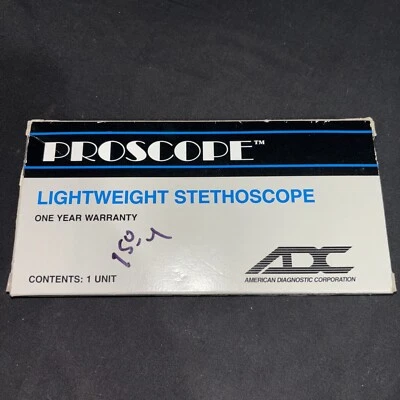 PROSCOPE™
LIGHTWEIGHT STETHOSCOPE
ONE YEAR WARRANTY
CONTENTS: 1 UNIT
ADC
AMERICAN DIAGNOSTIC CORPORATION